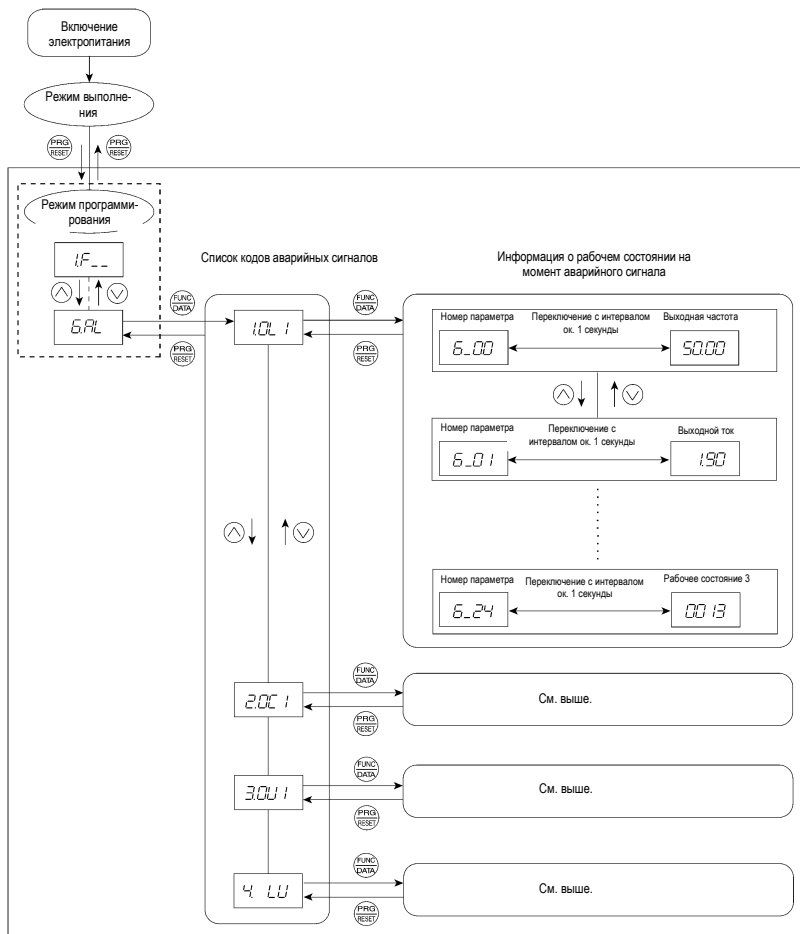 Включение
электропитания
Режим выполне-
ния
PRG
RESET
PRG
RESET
Режим программи-
рования
1.F_ _
6.AL
Список кодов аварийных сигналов
Информация о рабочем состоянии на
момент аварийного сигнала
FUNC
DATA
PRG
RESET
1.OL1
FUNC
DATA
PRG
RESET
Номер параметра
Переключение с интервалом
ок. 1 секунды
Выходная частота
6_00
50.00
Номер параметра
Переключение с
интервалом ок. 1 секунды
Выходной ток
6_01
1.90
Номер параметра
Переключение с интервалом
ок. 1 секунды
Рабочее состояние 3
6_24
0013
2.OC1
FUNC
DATA
PRG
RESET
См. выше.
3.OU1
FUNC
DATA
PRG
RESET
См. выше.
4. LU
FUNC
DATA
PRG
RESET
См. выше.